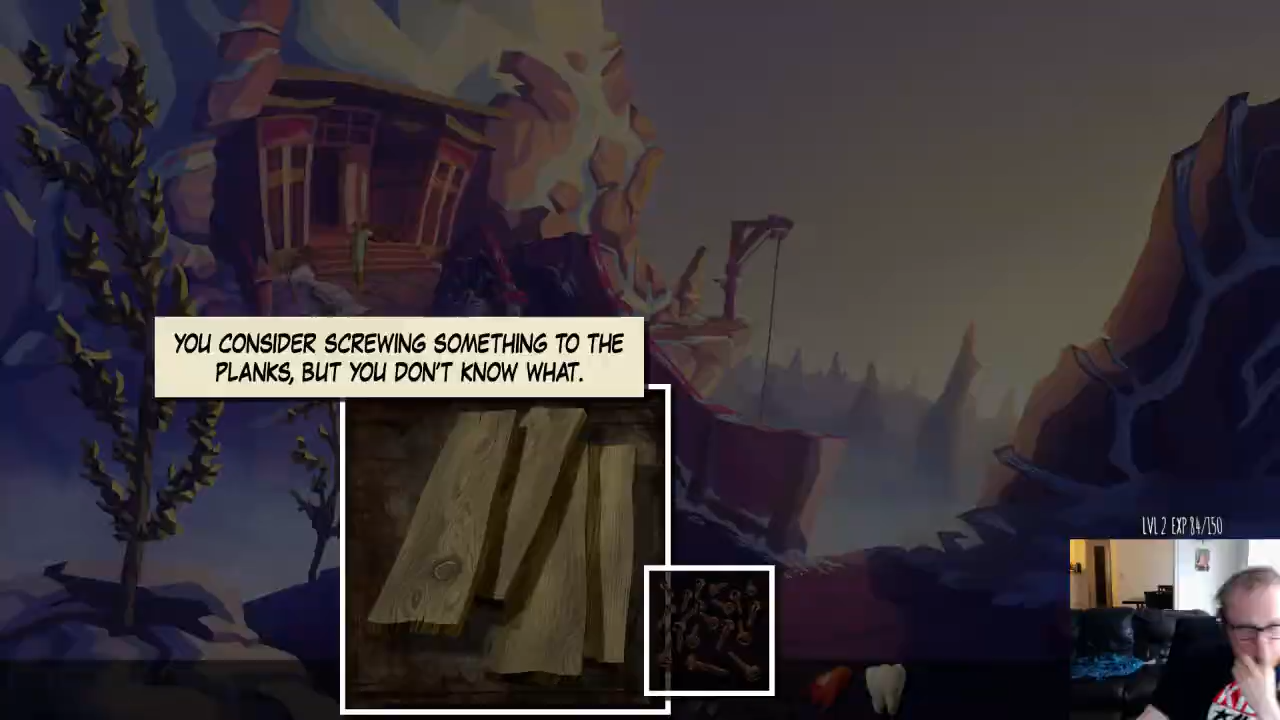 YOU CONSIDER SCREWING SOMETHING TO THE
PLANKS, BUT YOU DON'T KNOW WHAT.
LVL 2 EXP 84/150